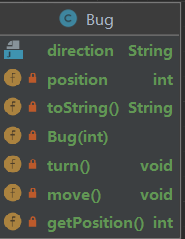 C Bug
direction String
f position int
f toString() String
f Bug(int)
f turn() void
f move() void
f getPosition() int